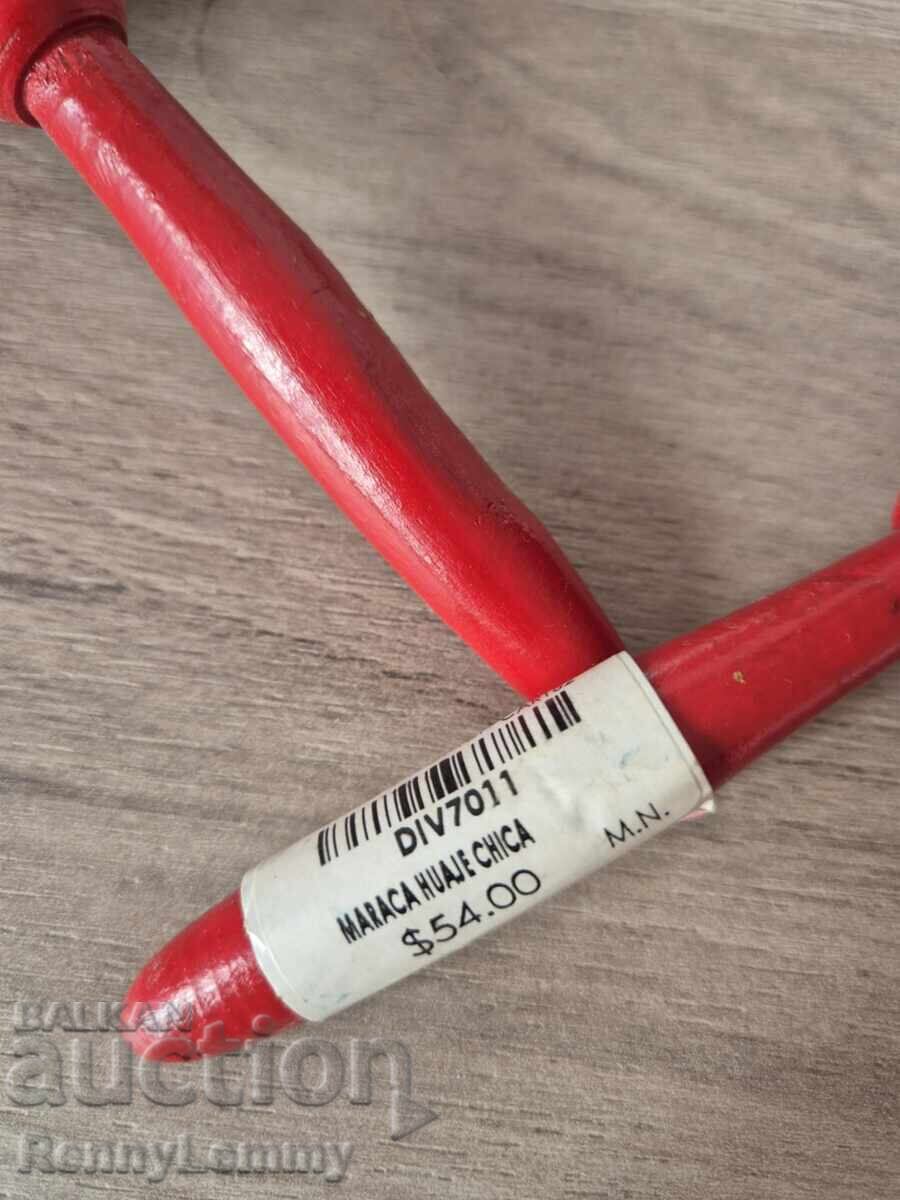 DIV7011
MARACA HUAJE CHICA
$54.00 M.N.
BALKAN
auction
RennyLemmy